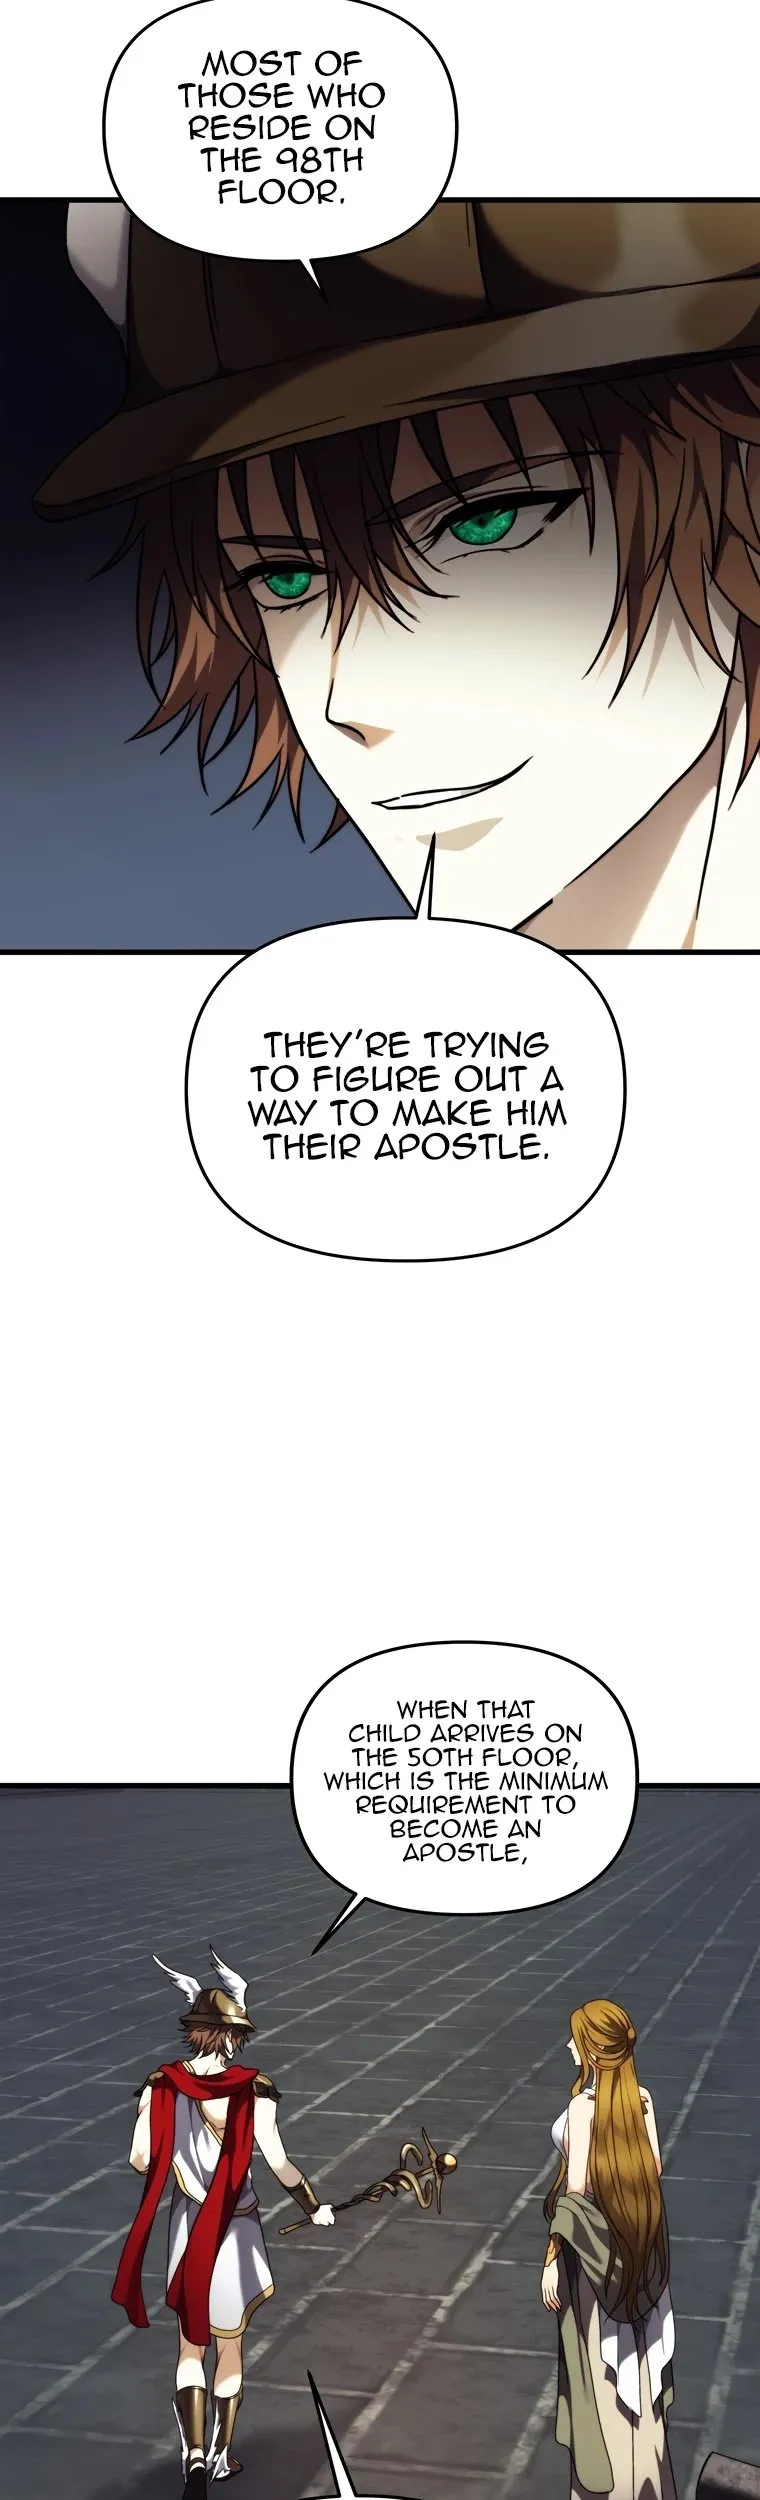 MOST OF
THOSE WHO
RESIDE ON
THE 98TH
FLOOR.
THEY'RE TRYING
TO FIGURE OUT A
WAY TO MAKE HIM
THEIR APOSTLE.
WHEN THAT
CHILD ARRIVES ON
THE 50TH FLOOR,
WHICH IS THE MINIMUM
REQUIREMENT TO
BECOME AN
APOSTLE,